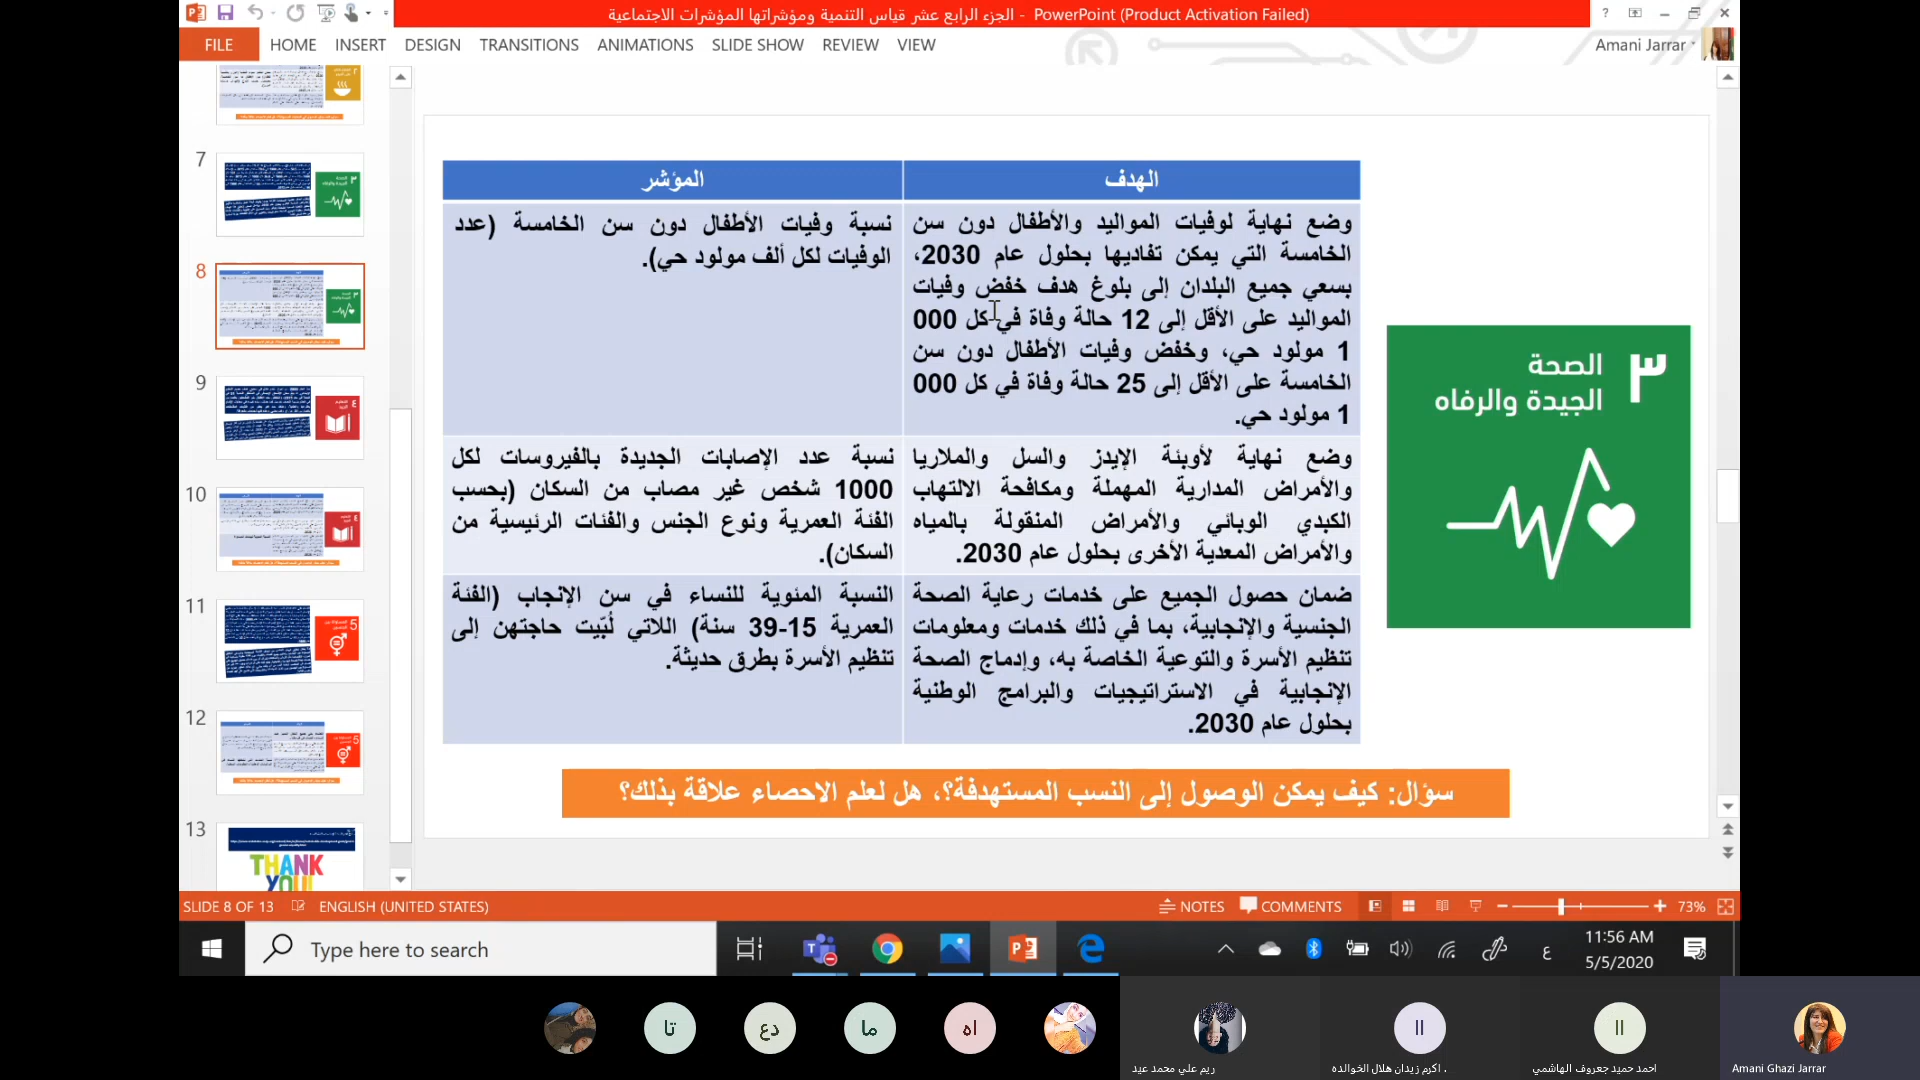 الجزء الرابع عشر قياس التنمية ومؤشراتها المؤشرات الاجتماعية - PowerPoint (Product Activation Failed)
FILE HOME INSERT DESIGN TRANSITIONS ANIMATIONS SLIDE SHOW REVIEW VIEW
Amani Jarrar
7
8
9
10
11
12
13
THANK
YOU!
الهدف
وضع نهاية لوفيات المواليد والأطفال دون سن
الخامسة التي يمكن تفاديها بحلول عام 2030،
بسعي جميع البلدان إلى بلوغ هدف خفض وفيات
المواليد على الأقل إلى 12 حالة وفاة في كل 000
1 مولود حي، وخفض وفيات الأطفال دون سن
الخامسة على الأقل إلى 25 حالة وفاة في كل 000
1 مولود حي.
المؤشر
نسبة وفيات الأطفال دون سن الخامسة (عدد
الوفيات لكل ألف مولود حي).
وضع نهاية لأوبئة الإيدز والسل والملاريا
والأمراض المدارية المهملة ومكافحة الالتهاب
الكبدي الوبائي والأمراض المنقولة بالمياه
والأمراض المعدية الأخرى بحلول عام 2030.
نسبة عدد الإصابات الجديدة بالفيروسات لكل
1000 شخص غير مصاب من السكان (بحسب
الفئة العمرية ونوع الجنس والفئات الرئيسية من
السكان).
ضمان حصول الجميع على خدمات رعاية الصحة
الجنسية والإنجابية، بما في ذلك خدمات ومعلومات
تنظيم الأسرة والتوعية الخاصة به، وإدماج الصحة
الإنجابية في الاستراتيجيات والبرامج الوطنية
بحلول عام 2030.
النسبة المئوية للنساء في سن الإنجاب (الفئة
العمرية 15-39 سنة) اللاتي لُبّيت حاجتهن إلى
تنظيم الأسرة بطرق حديثة.
٣ الصحة
الجيدة والرفاه
سؤال: كيف يمكن الوصول إلى النسب المستهدفة؟، هل لعلم الاحصاء علاقة بذلك؟
SLIDE 8 OF 13 ENGLISH (UNITED STATES) NOTES COMMENTS 73%
Type here to search
ع
11:56 AM
5/5/2020
تا
دع
ما
اه
اا
اا
ريم علي محمد عيد
اكرم زيدان هلال الخوالده .
احمد حميد جعروف الهاشمي
Amani Ghazi Jarrar